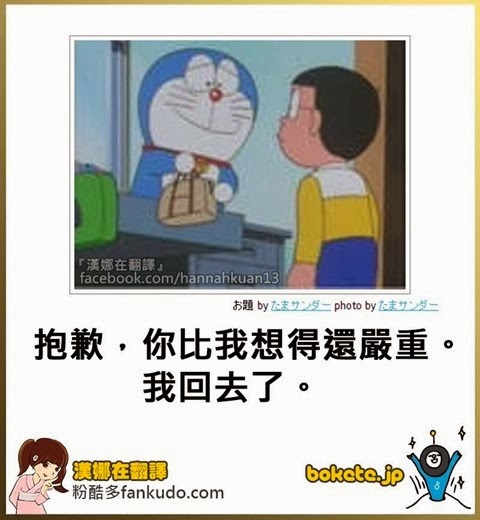 『漢娜在翻譯』
facebook.com/hannahkuan13
お題 by たまサンダー photo by たまサンダー
抱歉，你比我想得還嚴重。
我回去了。
漢娜在翻譯
粉酷多fankudo.com
bokete.jp